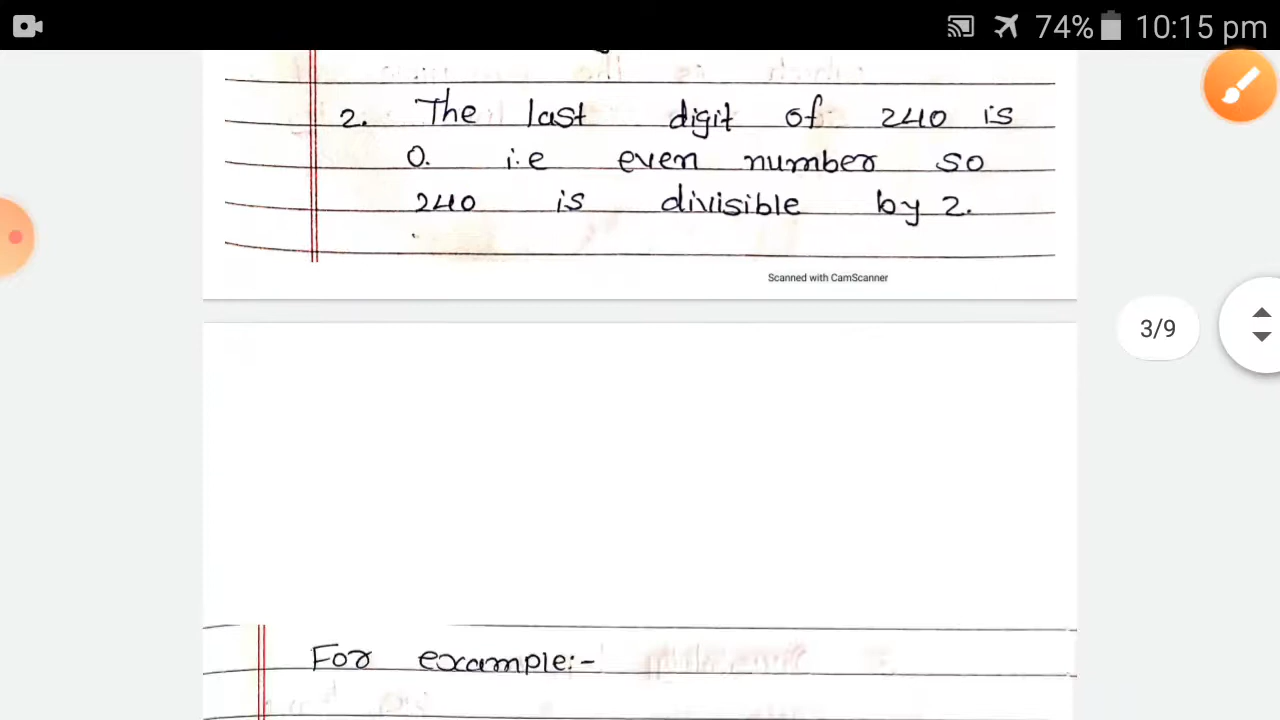 74% 10:15 pm
2. The last digit of 240 is
0. i.e even number so
240 is divisible by 2.
Scanned with CamScanner
3/9
For example:-